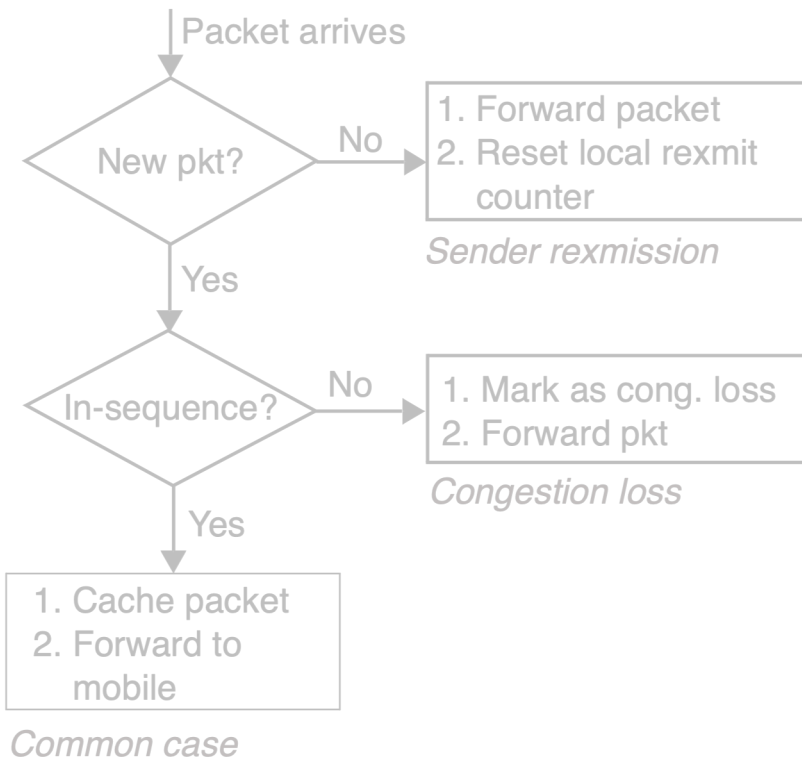 Packet arrives
New pkt?
No
1. Forward packet
2. Reset local rexmit
counter
Sender rexmission
Yes
In-sequence?
No
1. Mark as cong. loss
2. Forward pkt
Congestion loss
Yes
1. Cache packet
2. Forward to
mobile
Common case